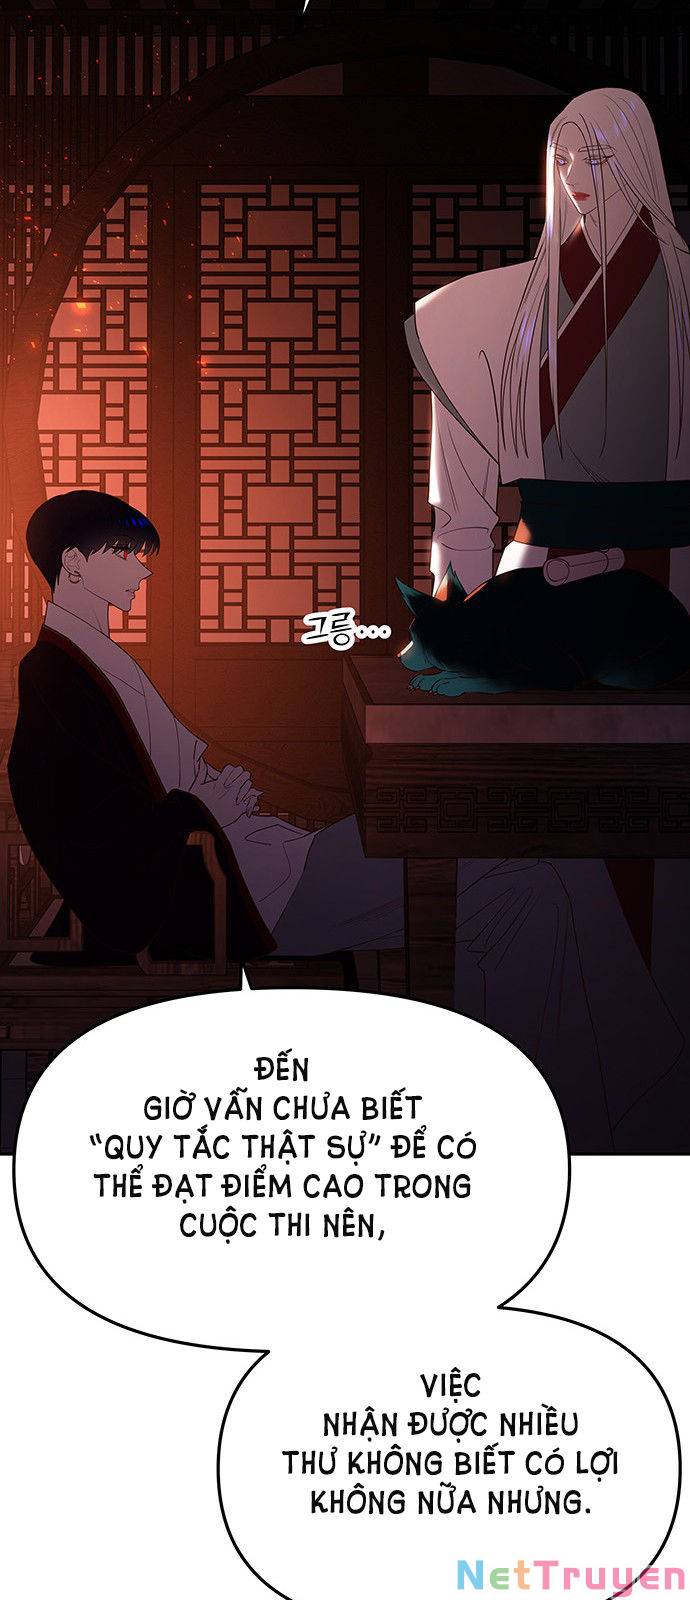 그릉...
ĐẾN
GIỜ VẪN CHƯA BIẾT
“QUY TẮC THẬT SỰ” ĐỂ CÓ
THỂ ĐẠT ĐIỂM CAO TRONG
CUỘC THI NÊN,
VIỆC
NHẬN ĐƯỢC NHIỀU
THƯ KHÔNG BIẾT CÓ LỢI
KHÔNG NỮA NHƯNG.
NetTruyen